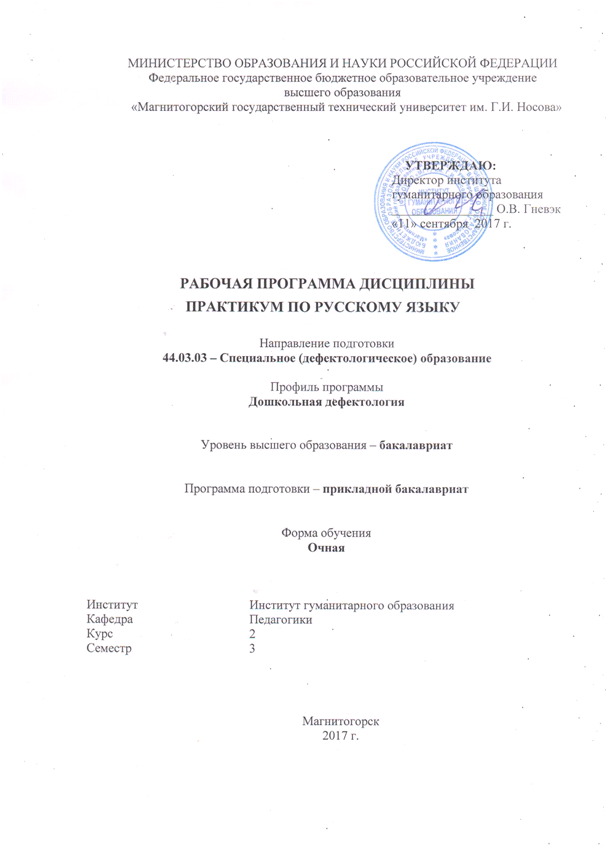 МИНИСТЕРСТВО ОБРАЗОВАНИЯ И НАУКИ РОССИЙСКОЙ ФЕДЕРАЦИИ
Федеральное государственное бюджетное образовательное учреждение
высшего образования
«Магнитогорский государственный технический университет им. Г.И. Носова»
УТВЕРЖДАЮ:
Директор института
гуманитарного образования
О.В. Гневэк
«11» сентября 2017 г.
РАБОЧАЯ ПРОГРАММА ДИСЦИПЛИНЫ
ПРАКТИКУМ ПО РУССКОМУ ЯЗЫКУ
Направление подготовки
44.03.03 – Специальное (дефектологическое) образование
Профиль программы
Дошкольная дефектология
Уровень высшего образования – бакалавриат
Программа подготовки – прикладной бакалавриат
Форма обучения
Очная
Институт Институт гуманитарного образования
Кафедра Педагогики
Курс 2
Семестр 3
Магнитогорск
2017 г.